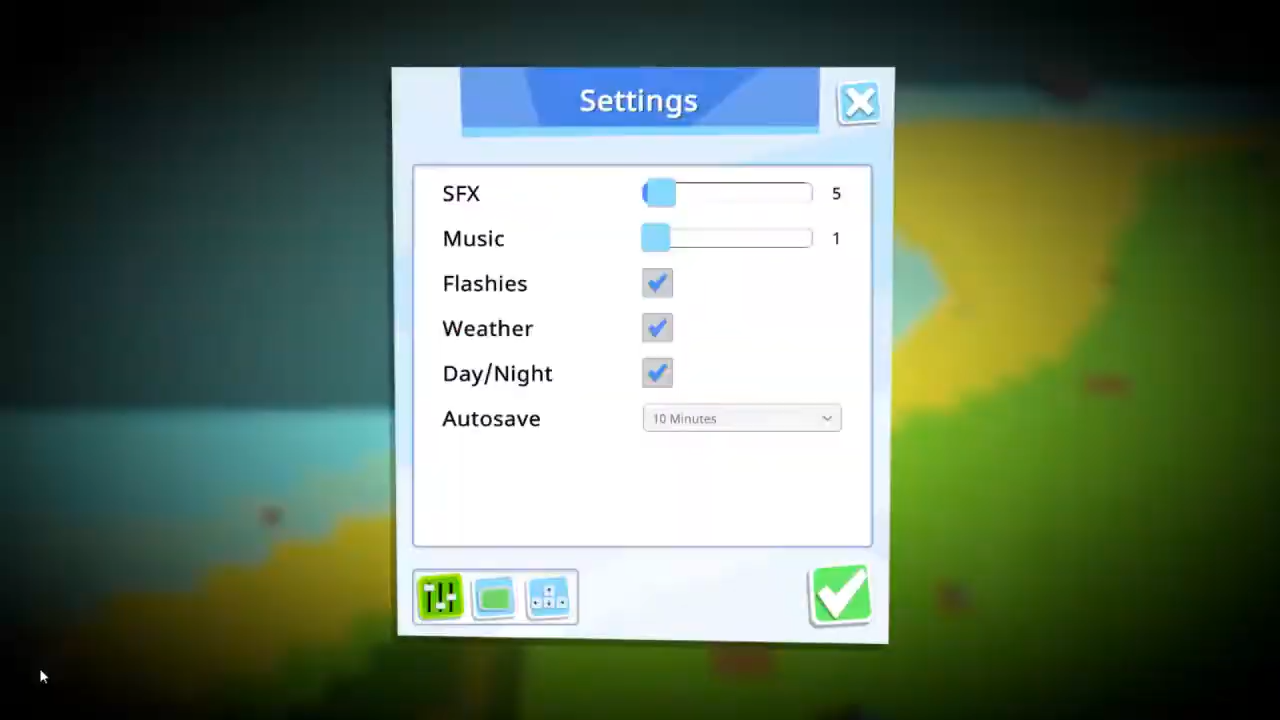 Settings
SFX 5
Music 1
Flashies
Weather
Day/Night
Autosave 10 Minutes